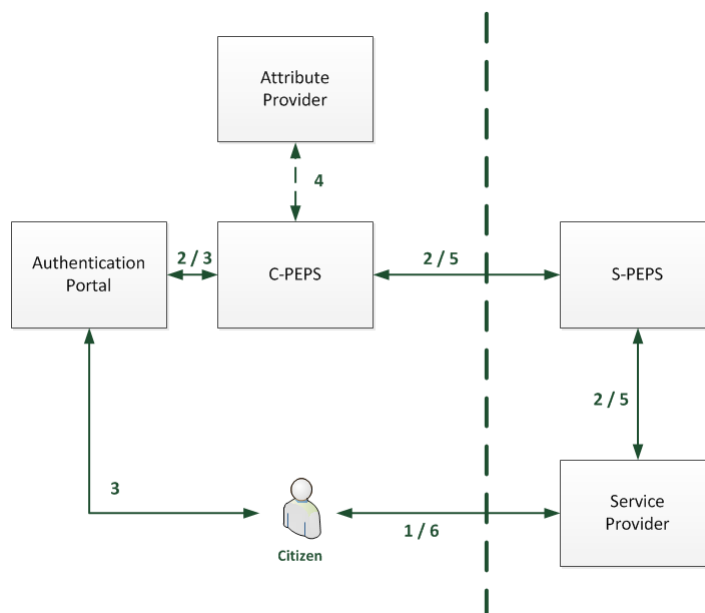 Attribute
Provider
4
Authentication
Portal
2 / 3
C-PEPS
2 / 5
S-PEPS
2 / 5
3
Citizen
1 / 6
Service
Provider